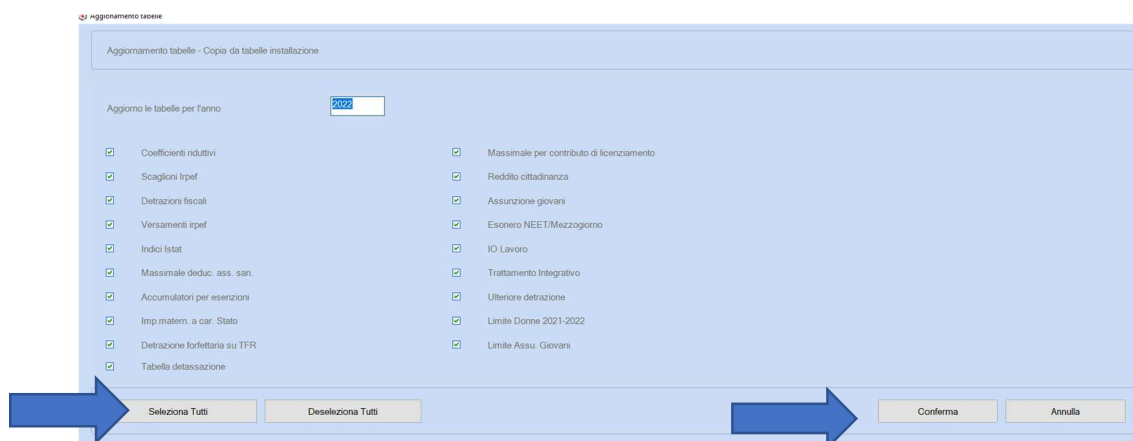 Aggionamento tabelle
Aggiornamento tabelle - Copia da tabelle installazione
Aggiorno le tabelle per l'anno 2022
Coefficienti riduttivi Massimale per contributo di licenziamento
Scaglioni Irpef Reddito cittadinanza
Detrazioni fiscali Assunzione giovani
Versamenti irpef Esonero NEET/Mezzogiorno
Indici Istat IO Lavoro
Massimale deduc. ass. san. Trattamento Integrativo
Accumulatori per esenzioni Ulteriore detrazione
Imp.matern. a car. Stato Limite Donne 2021-2022
Detrazione forfettaria su TFR Limite Assu. Giovani
Tabella detassazione
Seleziona Tutti Deseleziona Tutti Conferma Annulla